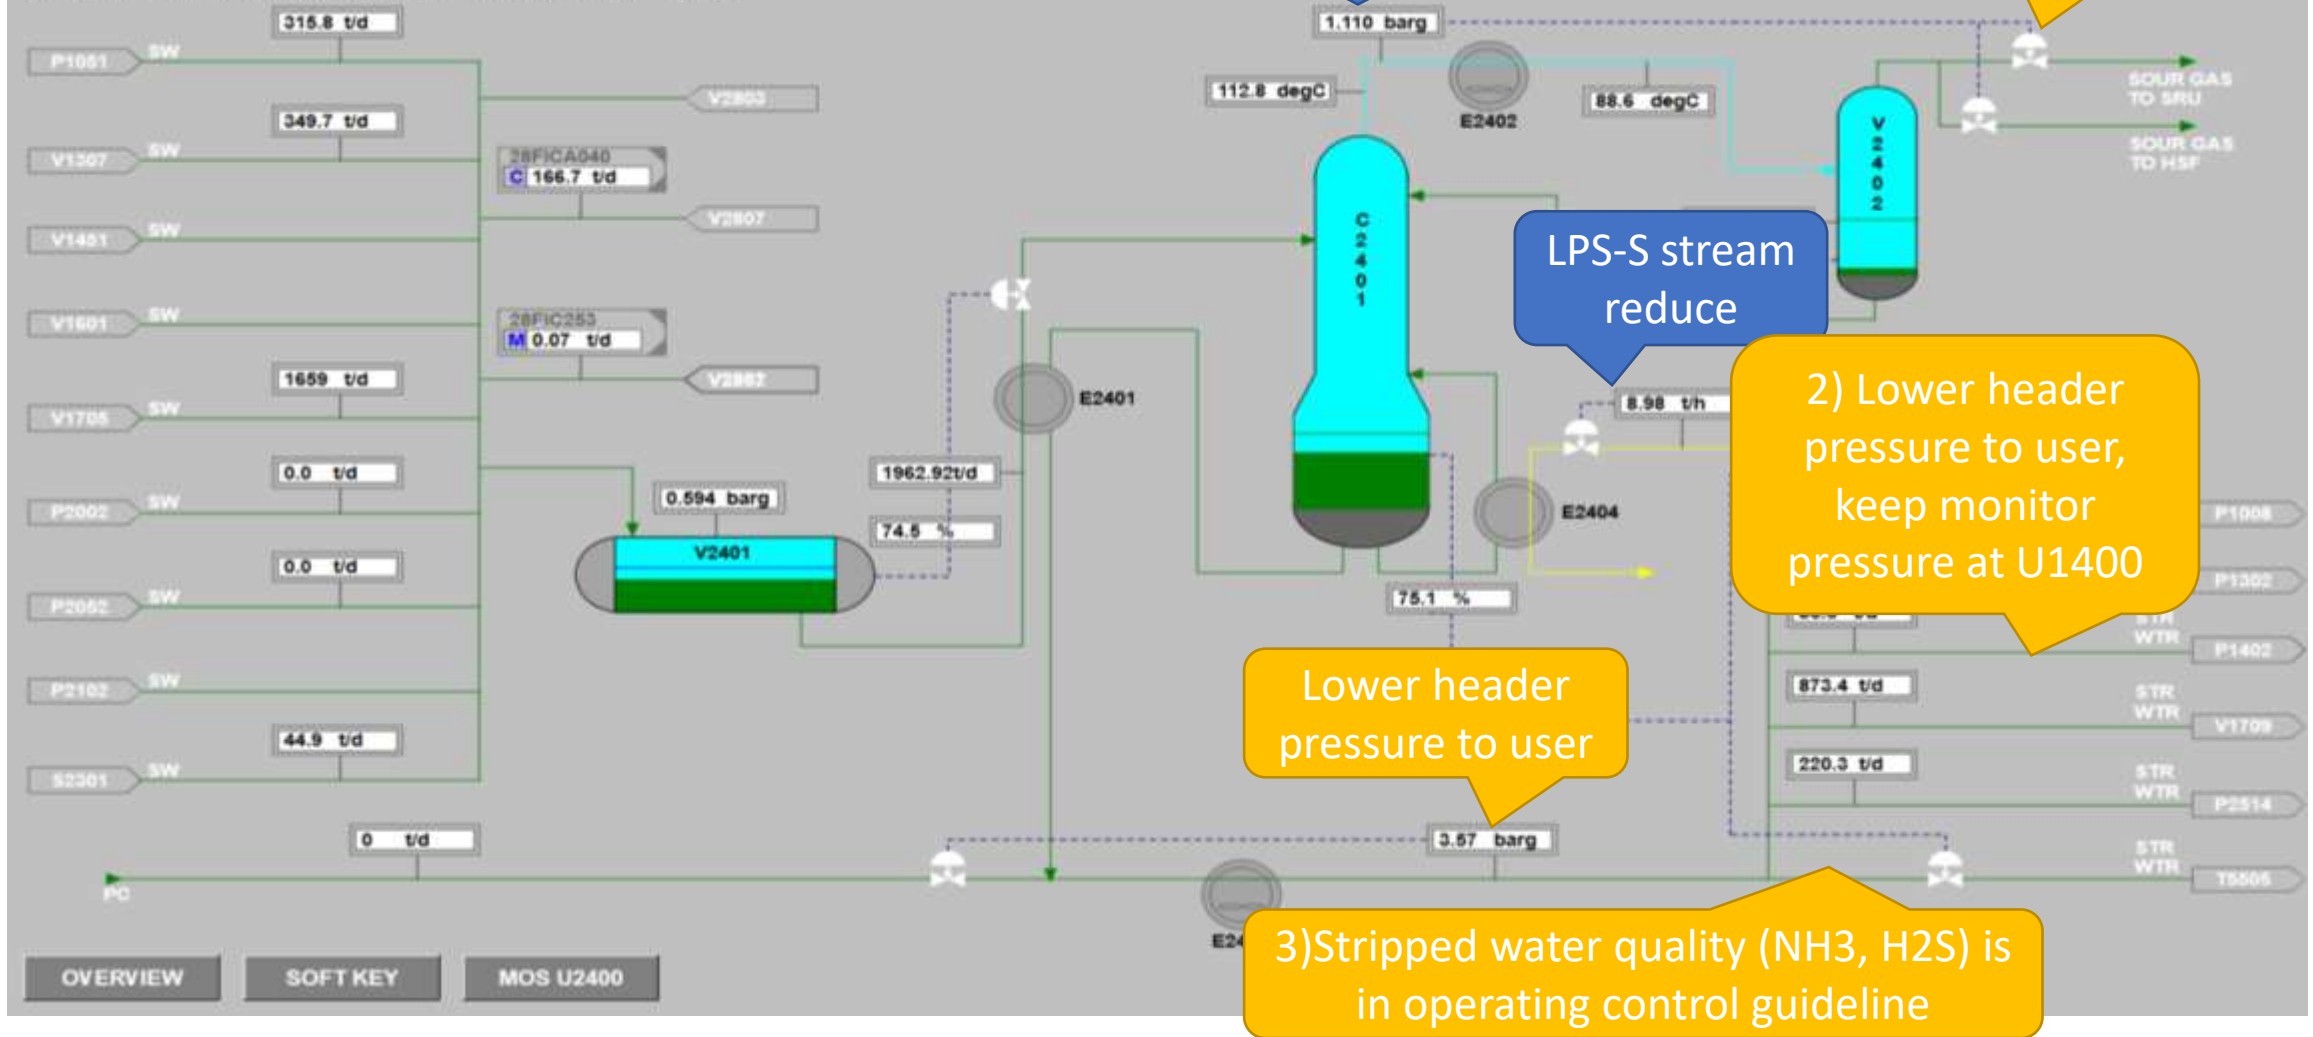 315.8 t/d
P1051
SW
V2803
349.7 t/d
V1307
SW
28FICA040
C 166.7 t/d
V2807
V1451
SW
V1601
SW
28FIC253
M 0.07 t/d
1659 t/d
V1705
SW
0.0 t/d
P2002
SW
0.0 t/d
P2052
SW
P2102
SW
44.9 t/d
S2301
SW
0 t/d
PC
0.594 barg
V2401
1962.92t/d
74.5 %
E2401
1.110 barg
112.8 degC
E2402
88.6 degC
C2401
V2402
SOUR GAS
TO SRU
SOUR GAS
TO HSF
LPS-S stream
reduce
8.98 t/h
E2404
75.1 %
2) Lower header
pressure to user,
keep monitor
pressure at U1400
P1008
P1302
STR
WTR
P1402
873.4 t/d
STR
WTR
V1709
220.3 t/d
STR
WTR
P2514
STR
WTR
T5505
Lower header
pressure to user
3.57 barg
3)Stripped water quality (NH3, H2S) is
in operating control guideline
OVERVIEW
SOFT KEY
MOS U2400